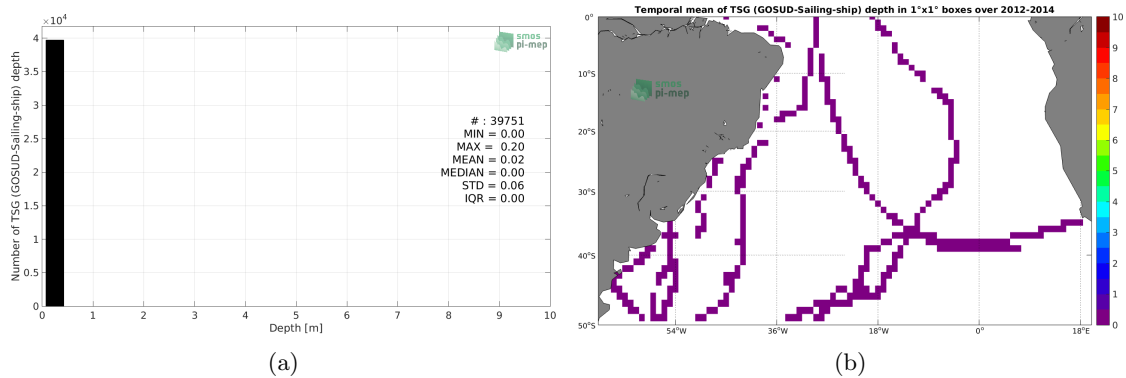 ×10⁴
4
3.5
3
2.5
2
1.5
1
0.5
0
0 1 2 3 4 5 6 7 8 9 10
Number of TSG (GOSUD-Sailing-ship) depth
Depth [m]
smos
pi-mep
# : 39751
MIN = 0.00
MAX = 0.20
MEAN = 0.02
MEDIAN = 0.00
STD = 0.06
IQR = 0.00
(a)
Temporal mean of TSG (GOSUD-Sailing-ship) depth in 1°x1° boxes over 2012-2014
smos
pi-mep
0°
10°S
20°S
30°S
40°S
50°S
54°W 36°W 18°W 0° 18°E
10
9
8
7
6
5
4
3
2
1
0
(b)